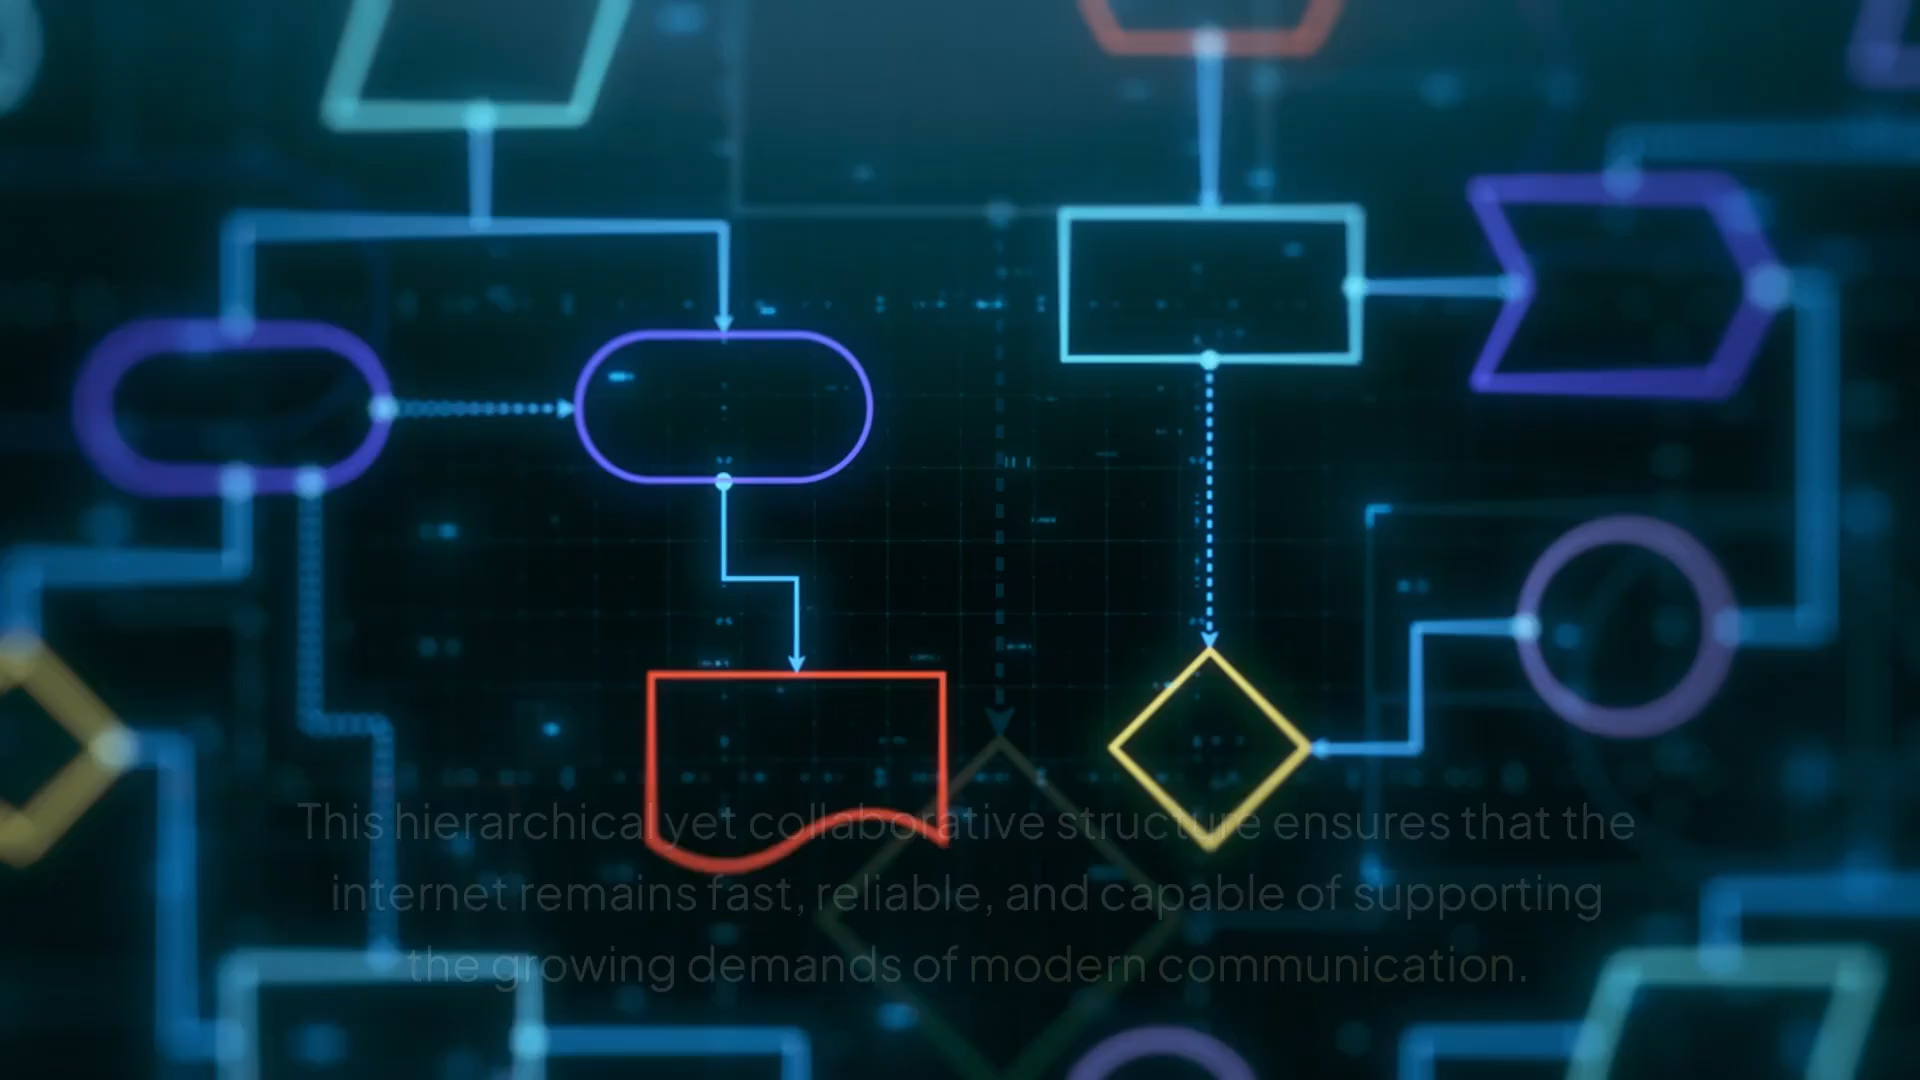 This hierarchical yet collaborative structure ensures that the
internet remains fast, reliable, and capable of supporting
the growing demands of modern communication.